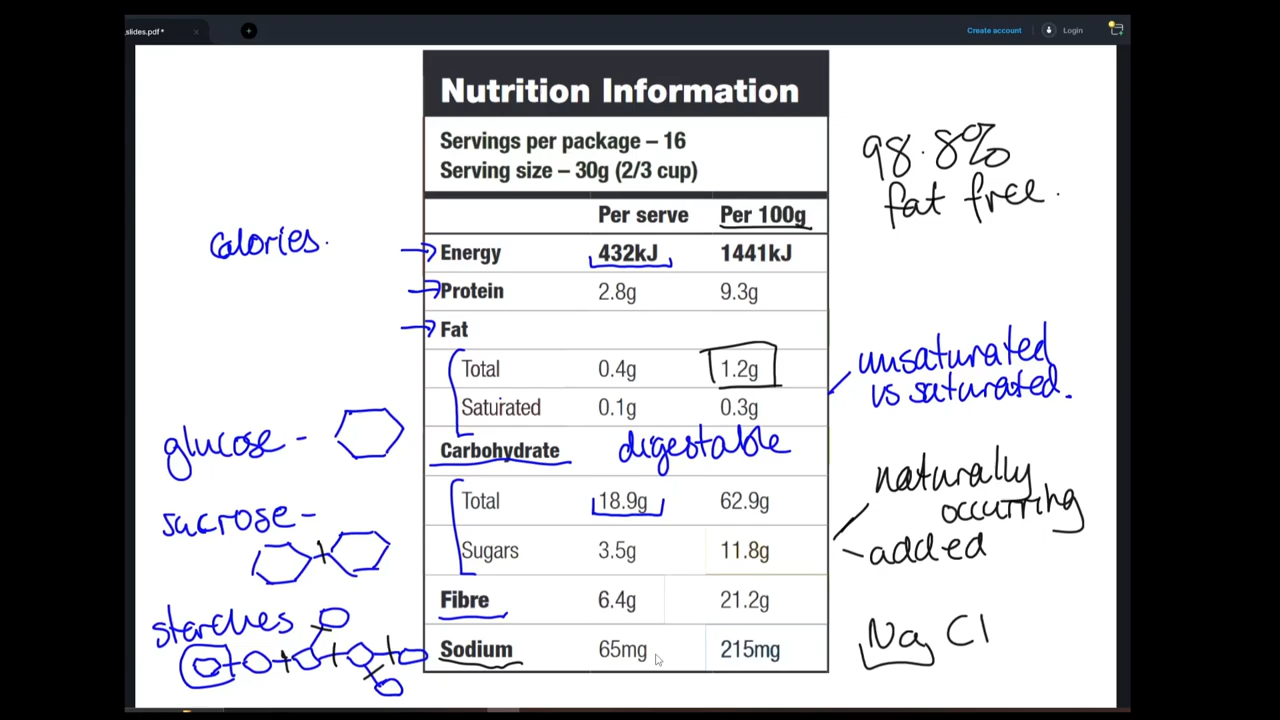 slides.pdf*
Create account
Login
Nutrition Information
Servings per package – 16
Serving size – 30g (2/3 cup)
Per serve Per 100g
Energy 432kJ 1441kJ
Protein 2.8g 9.3g
Fat
Total 0.4g 1.2g
Saturated 0.1g 0.3g
Carbohydrate digestable
Total 18.9g 62.9g
Sugars 3.5g 11.8g
Fibre 6.4g 21.2g
Sodium 65mg 215mg
calories.
glucose -
sucrose -
starches
98.8%
fat free.
unsaturated
vs saturated.
naturally
occurring
added
Na Cl